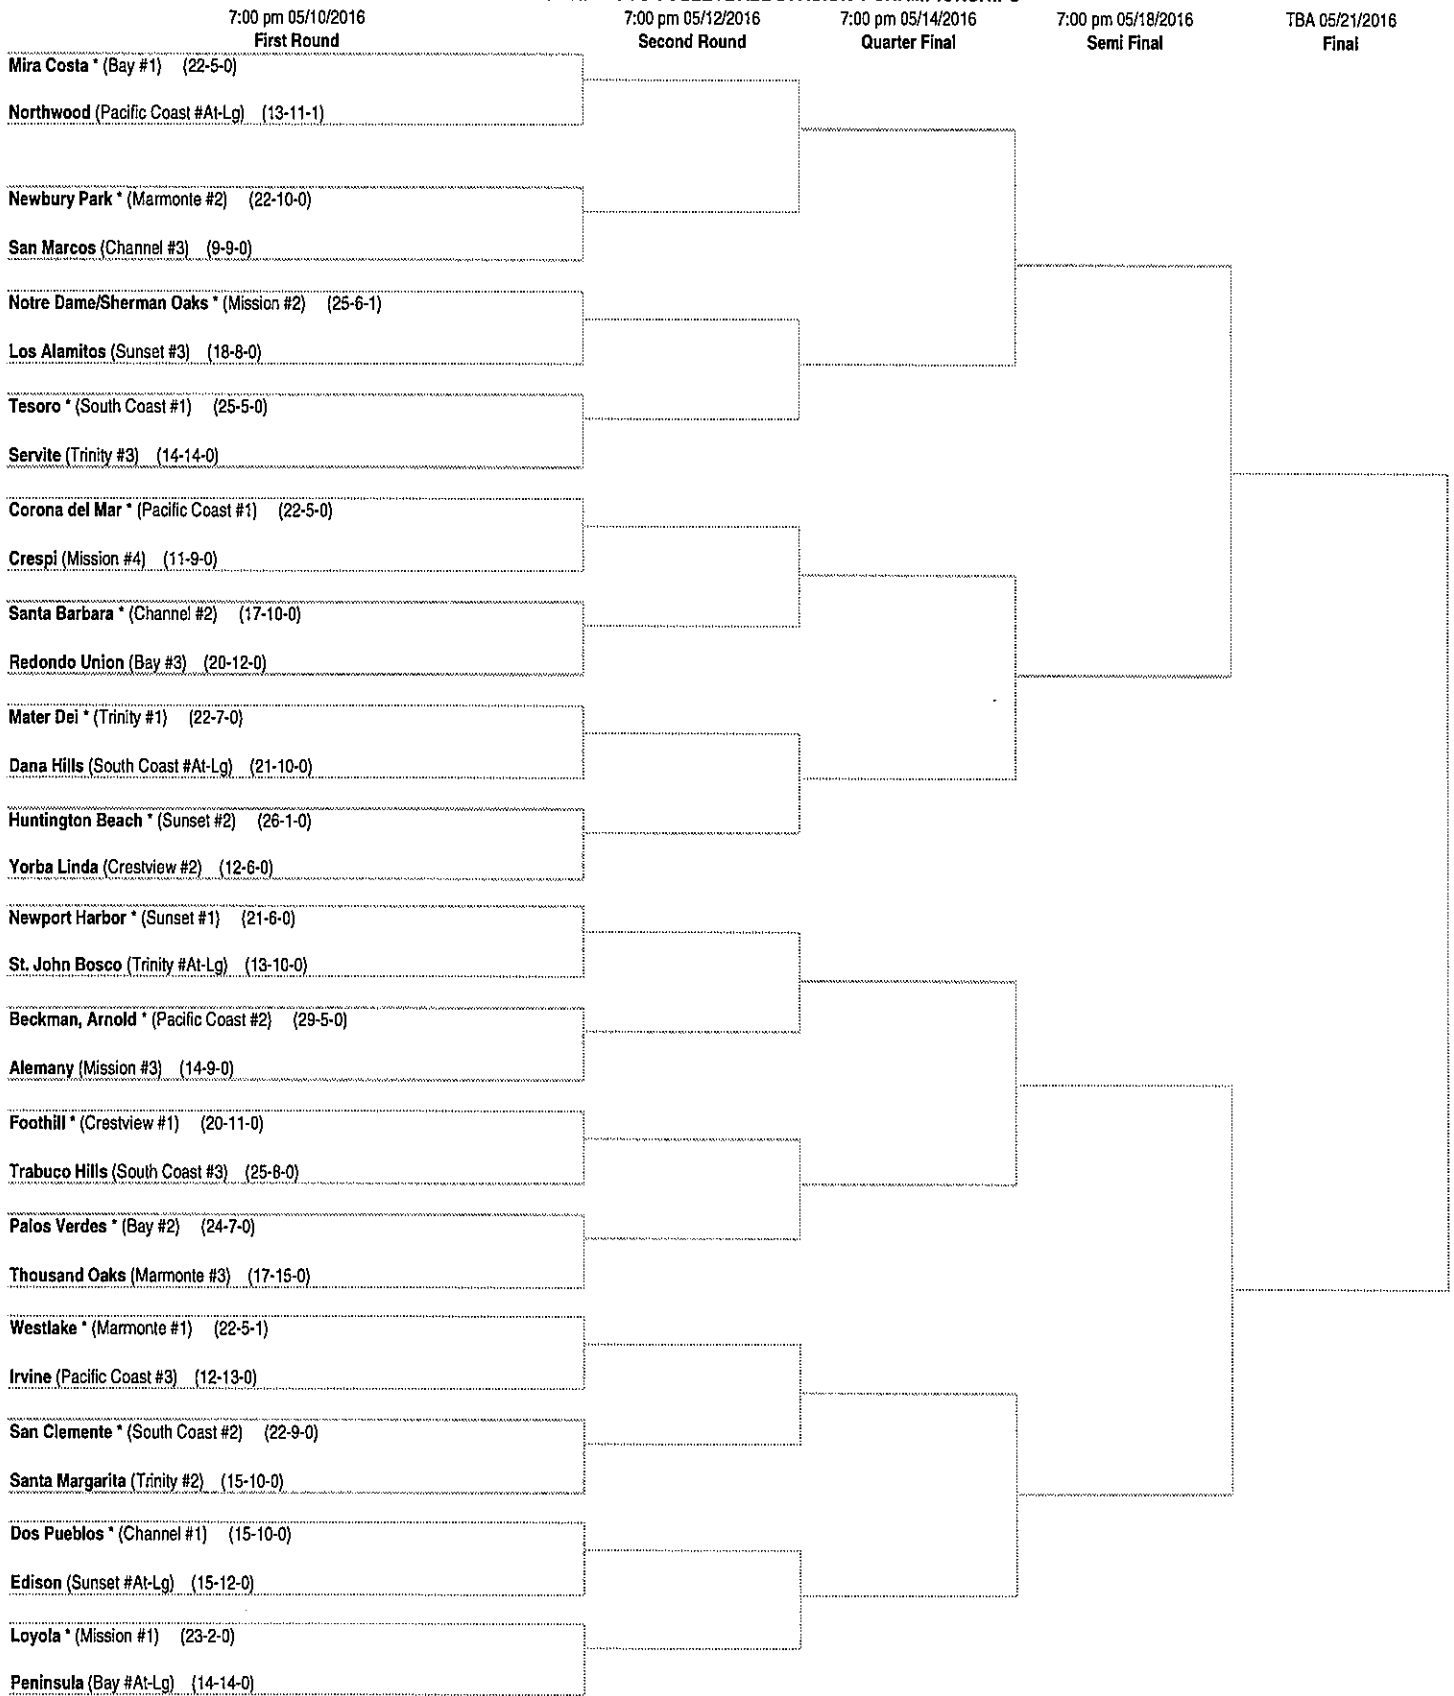 7:00 pm 05/10/2016 7:00 pm 05/12/2016 7:00 pm 05/14/2016 7:00 pm 05/18/2016 TBA 05/21/2016
First Round Second Round Quarter Final Semi Final Final
Mira Costa * (Bay #1) (22-5-0)
Northwood (Pacific Coast #At-Lg) (13-11-1)
Newbury Park * (Marmonte #2) (22-10-0)
San Marcos (Channel #3) (9-9-0)
Notre Dame/Sherman Oaks * (Mission #2) (25-6-1)
Los Alamitos (Sunset #3) (18-8-0)
Tesoro * (South Coast #1) (25-5-0)
Servite (Trinity #3) (14-14-0)
Corona del Mar * (Pacific Coast #1) (22-5-0)
Crespi (Mission #4) (11-9-0)
Santa Barbara * (Channel #2) (17-10-0)
Redondo Union (Bay #3) (20-12-0)
Mater Dei * (Trinity #1) (22-7-0)
Dana Hills (South Coast #At-Lg) (21-10-0)
Huntington Beach * (Sunset #2) (26-1-0)
Yorba Linda (Crestview #2) (12-6-0)
Newport Harbor * (Sunset #1) (21-6-0)
St. John Bosco (Trinity #At-Lg) (13-10-0)
Beckman, Arnold * (Pacific Coast #2) (29-5-0)
Alemany (Mission #3) (14-9-0)
Foothill * (Crestview #1) (20-11-0)
Trabuco Hills (South Coast #3) (25-8-0)
Palos Verdes * (Bay #2) (24-7-0)
Thousand Oaks (Marmonte #3) (17-15-0)
Westlake * (Marmonte #1) (22-5-1)
Irvine (Pacific Coast #3) (12-13-0)
San Clemente * (South Coast #2) (22-9-0)
Santa Margarita (Trinity #2) (15-10-0)
Dos Pueblos * (Channel #1) (15-10-0)
Edison (Sunset #At-Lg) (15-12-0)
Loyola * (Mission #1) (23-2-0)
Peninsula (Bay #At-Lg) (14-14-0)